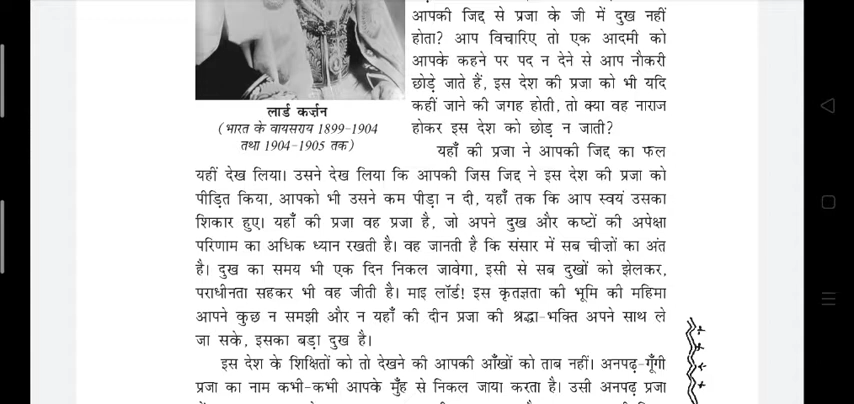 आपकी जिद्द से प्रजा के जी में दुख नहीं
होता? आप विचारिए तो एक आदमी को
आपके कहने पर पद न देने से आप नौकरी
छोड़े जाते हैं, इस देश की प्रजा को भी यदि
कहीं जाने की जगह होती, तो क्या वह नाराज
होकर इस देश को छोड़ न जाती?
लार्ड कर्ज़न
(भारत के वायसराय 1899-1904
तथा 1904-1905 तक)
यहाँ की प्रजा ने आपकी जिद्द का फल
यहीं देख लिया। उसने देख लिया कि आपकी जिस जिद्द ने इस देश की प्रजा को
पीड़ित किया, आपको भी उसने कम पीड़ा न दी, यहाँ तक कि आप स्वयं उसका
शिकार हुए। यहाँ की प्रजा वह प्रजा है, जो अपने दुख और कष्टों की अपेक्षा
परिणाम का अधिक ध्यान रखती है। वह जानती है कि संसार में सब चीज़ों का अंत
है। दुख का समय भी एक दिन निकल जावेगा, इसी से सब दुखों को झेलकर,
पराधीनता सहकर भी वह जीती है। माइ लॉर्ड! इस कृतज्ञता की भूमि की महिमा
आपने कुछ न समझी और न यहाँ की दीन प्रजा की श्रद्धा-भक्ति अपने साथ ले
जा सके, इसका बड़ा दुख है।
इस देश के शिक्षितों को तो देखने की आपकी आँखों को ताब नहीं। अनपढ़-गूँगी
प्रजा का नाम कभी-कभी आपके मुँह से निकल जाया करता है। उसी अनपढ़ प्रजा